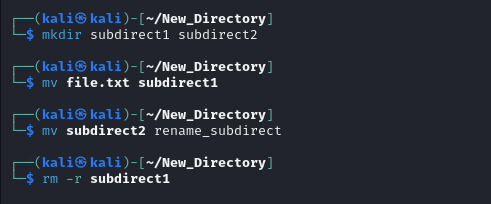 ┌──(kali㉿kali)-[~/New_Directory]
└─$ mkdir subdirect1 subdirect2
┌──(kali㉿kali)-[~/New_Directory]
└─$ mv file.txt subdirect1
┌──(kali㉿kali)-[~/New_Directory]
└─$ mv subdirect2 rename_subdirect
┌──(kali㉿kali)-[~/New_Directory]
└─$ rm -r subdirect1